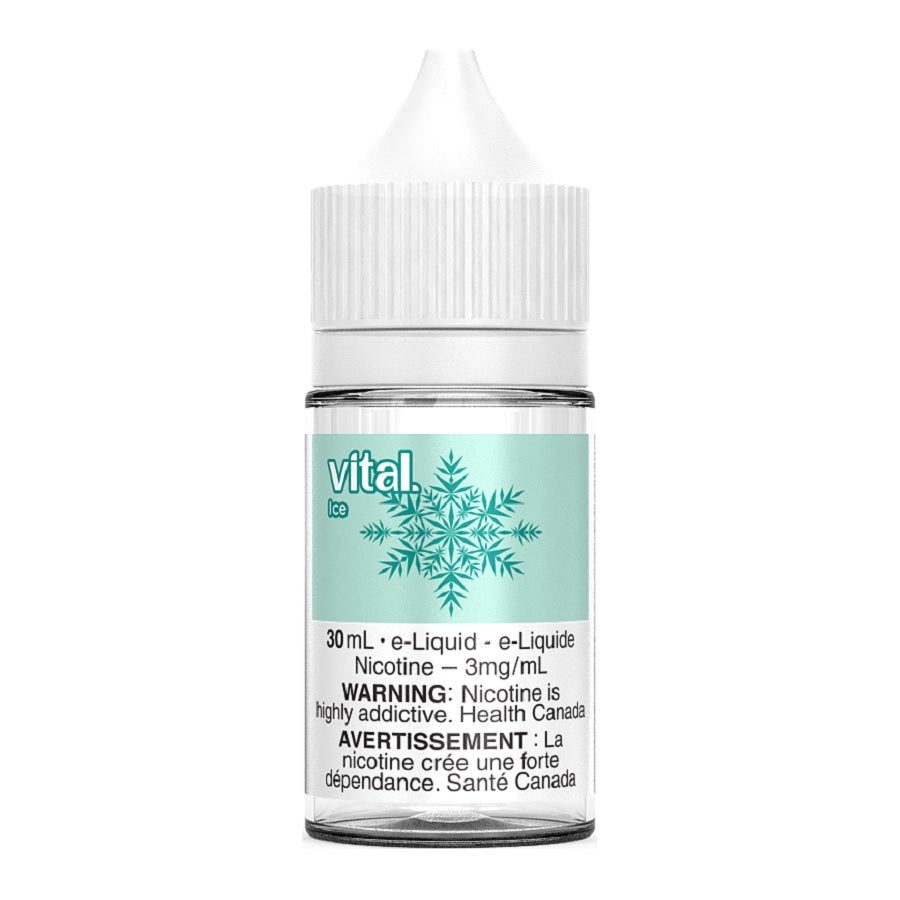 vital.
Ice
30 mL • e-Liquid - e-Liquide
Nicotine – 3mg/mL
WARNING: Nicotine is
highly addictive. Health Canada
AVERTISSEMENT : La
nicotine crée une forte
dépendance. Santé Canada